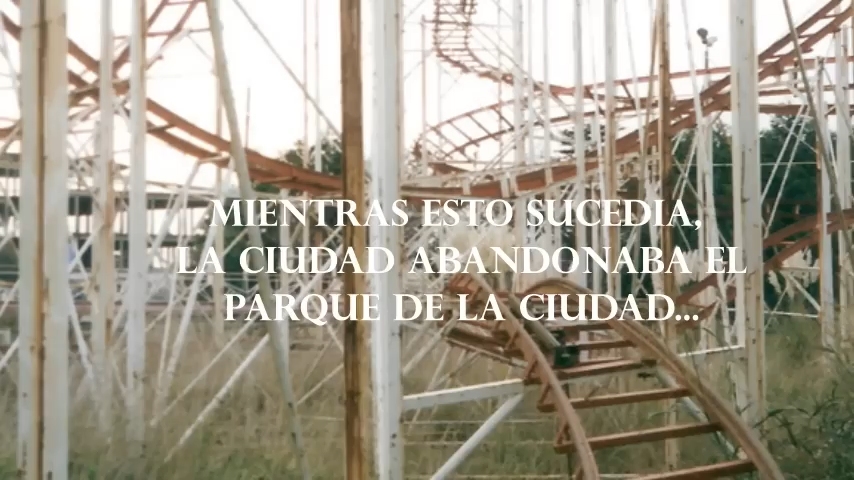 MIENTRAS ESTO SUCEDIA,
LA CIUDAD ABANDONABA EL
PARQUE DE LA CIUDAD...